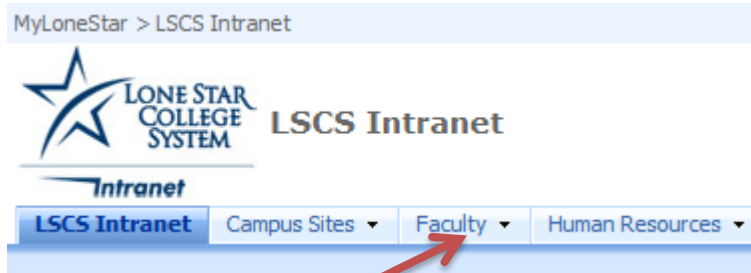 MyLoneStar > LSCS Intranet
LONE STAR
COLLEGE
SYSTEM
LSCS Intranet
Intranet
LSCS Intranet Campus Sites Faculty Human Resources